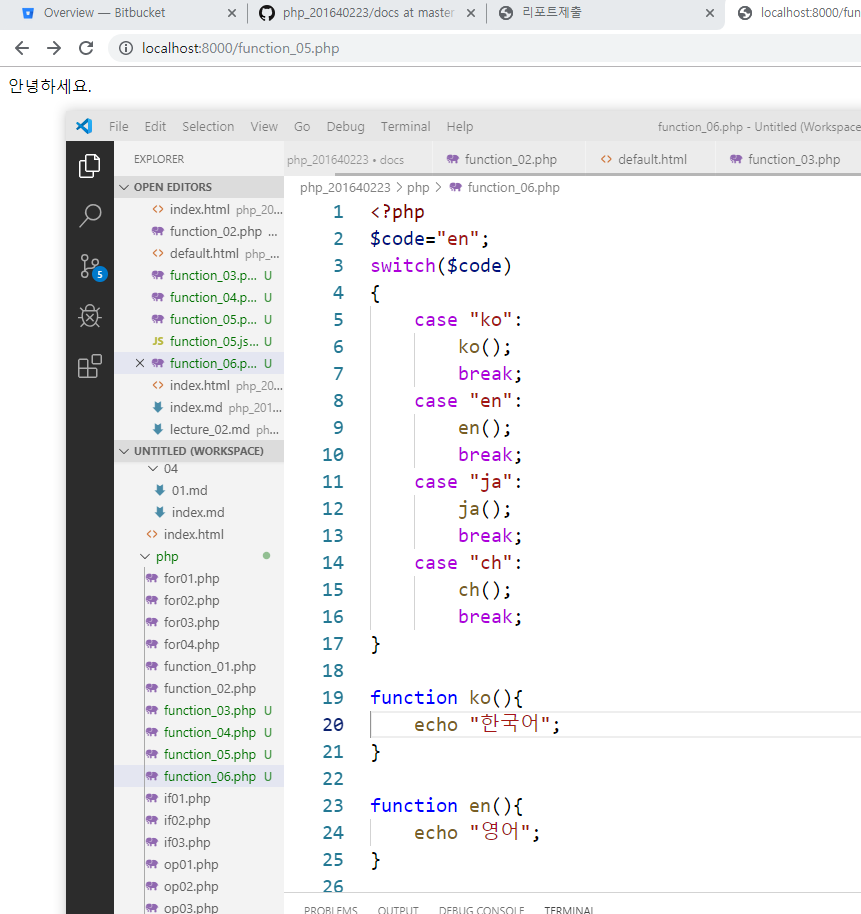 Overview — Bitbucket
php_201640223/docs at master
리포트제출
localhost:8000/fun
localhost:8000/function_05.php
안녕하세요.
File Edit Selection View Go Debug Terminal Help
function_06.php - Untitled (Workspace
EXPLORER
php_201640223 • docs
function_02.php
default.html
function_03.php
OPEN EDITORS
index.html php_20...
function_02.php ...
default.html php_...
function_03.p... U
function_04.p... U
function_05.p... U
JS function_05.js... U
function_06.p... U
index.html php_20...
index.md php_201...
lecture_02.md ph...
UNTITLED (WORKSPACE)
04
01.md
index.md
index.html
php
for01.php
for02.php
for03.php
for04.php
function_01.php
function_02.php
function_03.php U
function_04.php U
function_05.php U
function_06.php U
if01.php
if02.php
if03.php
op01.php
op02.php
op03.php
5
php_201640223 > php > function_06.php
1 <?php
2 $code="en";
3 switch($code)
4 {
5 case "ko":
6 ko();
7 break;
8 case "en":
9 en();
10 break;
11 case "ja":
12 ja();
13 break;
14 case "ch":
15 ch();
16 break;
17 }
18
19 function ko(){
20 echo "한국어";
21 }
22
23 function en(){
24 echo "영어";
25 }
26
PROBLEMS OUTPUT DEBUG CONSOLE TERMINAL